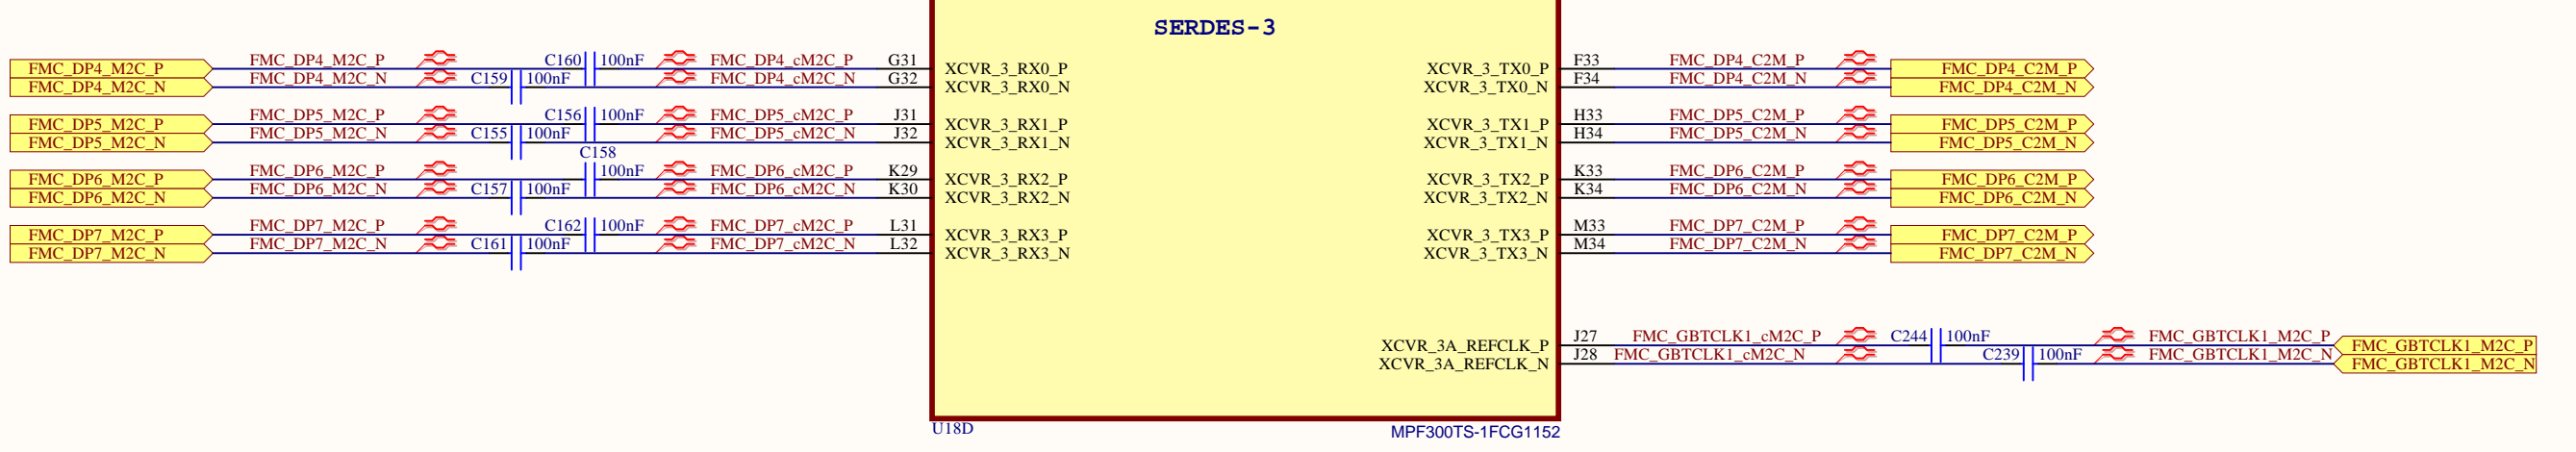 SERDES-3
FMC_DP4_M2C_P FMC_DP4_M2C_P C160 100nF FMC_DP4_cM2C_P G31 XCVR_3_RX0_P XCVR_3_TX0_P F33 FMC_DP4_C2M_P FMC_DP4_C2M_P
FMC_DP4_M2C_N FMC_DP4_M2C_N C159 100nF FMC_DP4_cM2C_N G32 XCVR_3_RX0_N XCVR_3_TX0_N F34 FMC_DP4_C2M_N FMC_DP4_C2M_N
FMC_DP5_M2C_P FMC_DP5_M2C_P C156 100nF FMC_DP5_cM2C_P J31 XCVR_3_RX1_P XCVR_3_TX1_P H33 FMC_DP5_C2M_P FMC_DP5_C2M_P
FMC_DP5_M2C_N FMC_DP5_M2C_N C155 100nF FMC_DP5_cM2C_N J32 XCVR_3_RX1_N XCVR_3_TX1_N H34 FMC_DP5_C2M_N FMC_DP5_C2M_N
C158
FMC_DP6_M2C_P FMC_DP6_M2C_P 100nF FMC_DP6_cM2C_P K29 XCVR_3_RX2_P XCVR_3_TX2_P K33 FMC_DP6_C2M_P FMC_DP6_C2M_P
FMC_DP6_M2C_N FMC_DP6_M2C_N C157 100nF FMC_DP6_cM2C_N K30 XCVR_3_RX2_N XCVR_3_TX2_N K34 FMC_DP6_C2M_N FMC_DP6_C2M_N
FMC_DP7_M2C_P FMC_DP7_M2C_P C162 100nF FMC_DP7_cM2C_P L31 XCVR_3_RX3_P XCVR_3_TX3_P M33 FMC_DP7_C2M_P FMC_DP7_C2M_P
FMC_DP7_M2C_N FMC_DP7_M2C_N C161 100nF FMC_DP7_cM2C_N L32 XCVR_3_RX3_N XCVR_3_TX3_N M34 FMC_DP7_C2M_N FMC_DP7_C2M_N
XCVR_3A_REFCLK_P J27 FMC_GBTCLK1_cM2C_P C244 100nF FMC_GBTCLK1_M2C_P FMC_GBTCLK1_M2C_P
XCVR_3A_REFCLK_N J28 FMC_GBTCLK1_cM2C_N C239 100nF FMC_GBTCLK1_M2C_N FMC_GBTCLK1_M2C_N
U18D MPF300TS-1FCG1152